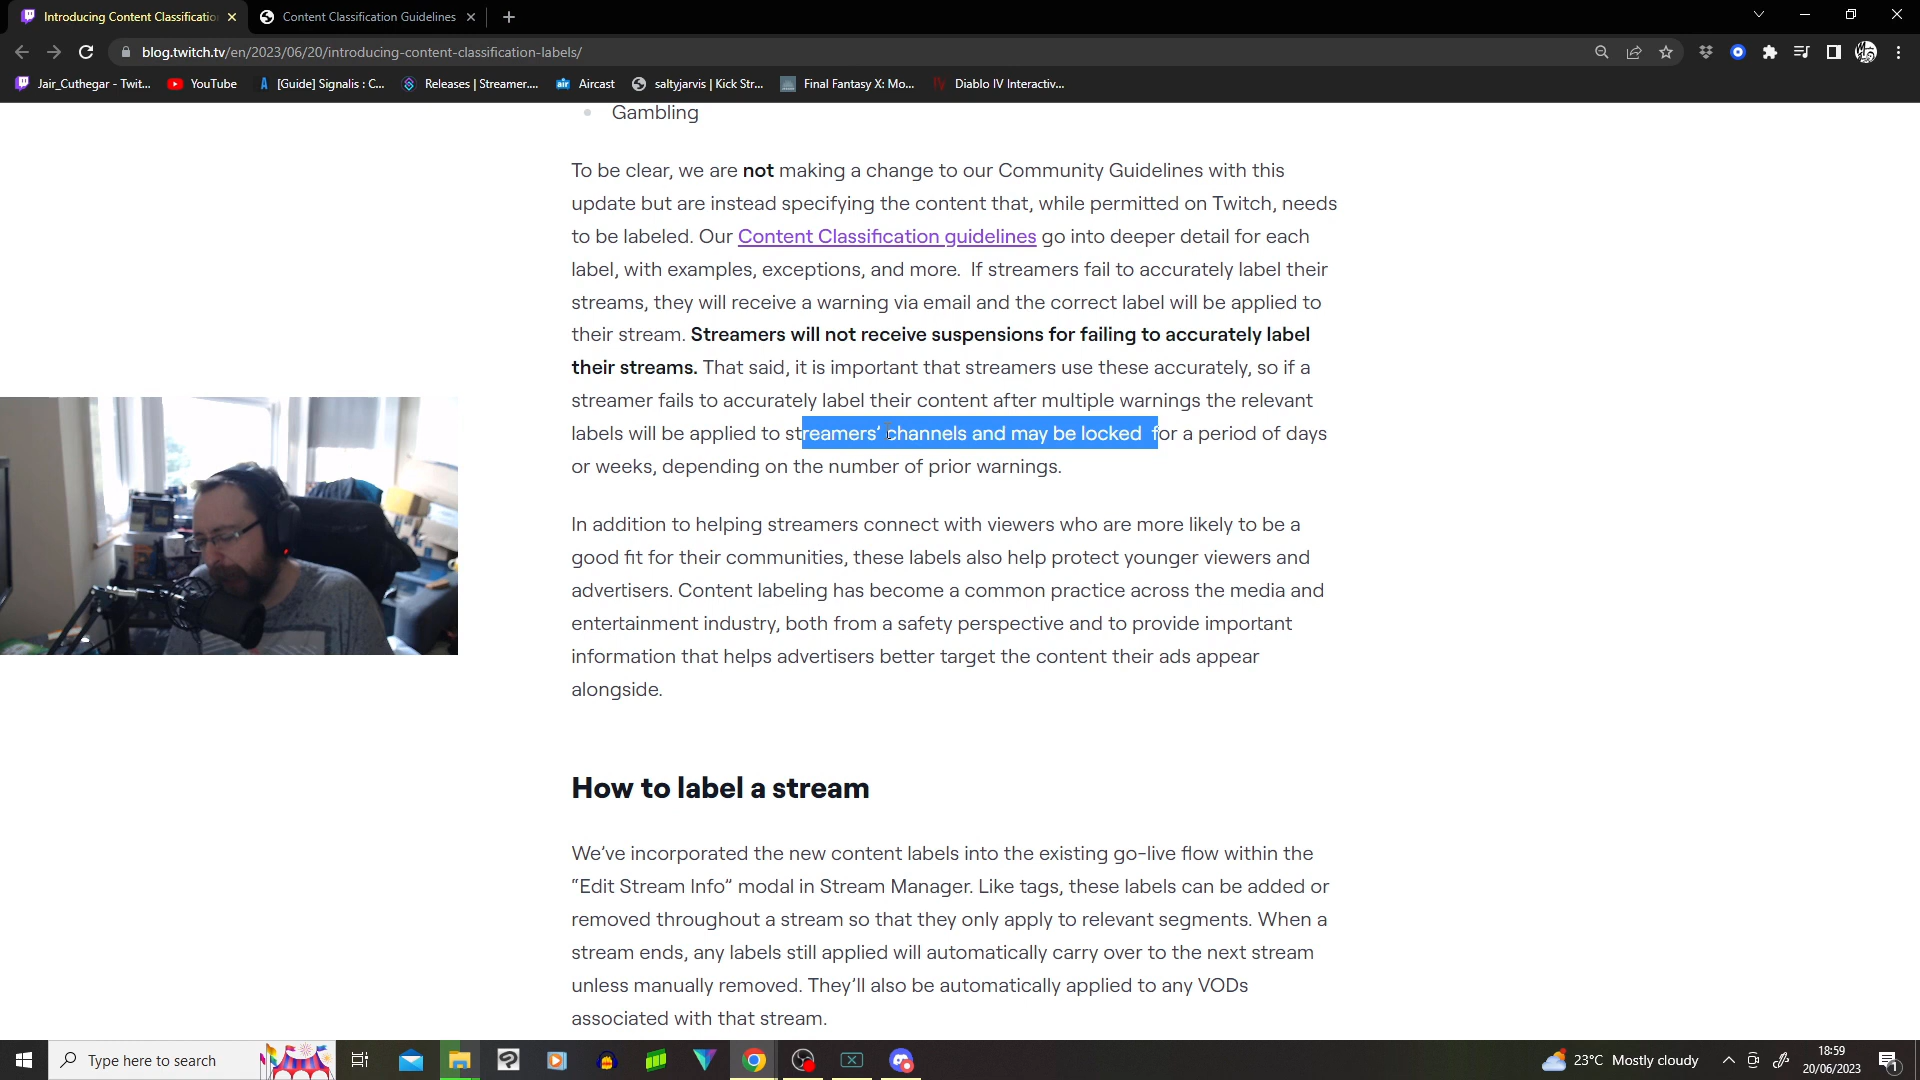 Introducing Content Classificatio
Content Classification Guidelines
blog.twitch.tv/en/2023/06/20/introducing-content-classification-labels/
Jair_Cuthegar - Twit...
YouTube
[Guide] Signalis : C...
Releases | Streamer....
Aircast
saltyjarvis | Kick Str...
Final Fantasy X: Mo...
Diablo IV Interactiv...
Gambling
To be clear, we are not making a change to our Community Guidelines with this
update but are instead specifying the content that, while permitted on Twitch, needs
to be labeled. Our Content Classification guidelines go into deeper detail for each
label, with examples, exceptions, and more.  If streamers fail to accurately label their
streams, they will receive a warning via email and the correct label will be applied to
their stream. Streamers will not receive suspensions for failing to accurately label
their streams. That said, it is important that streamers use these accurately, so if a
streamer fails to accurately label their content after multiple warnings the relevant
labels will be applied to streamers’ channels and may be locked  for a period of days
or weeks, depending on the number of prior warnings.
In addition to helping streamers connect with viewers who are more likely to be a
good fit for their communities, these labels also help protect younger viewers and
advertisers. Content labeling has become a common practice across the media and
entertainment industry, both from a safety perspective and to provide important
information that helps advertisers better target the content their ads appear
alongside.
How to label a stream
We’ve incorporated the new content labels into the existing go-live flow within the
“Edit Stream Info” modal in Stream Manager. Like tags, these labels can be added or
removed throughout a stream so that they only apply to relevant segments. When a
stream ends, any labels still applied will automatically carry over to the next stream
unless manually removed. They’ll also be automatically applied to any VODs
associated with that stream.
Type here to search
23°C Mostly cloudy
18:59
20/06/2023
1